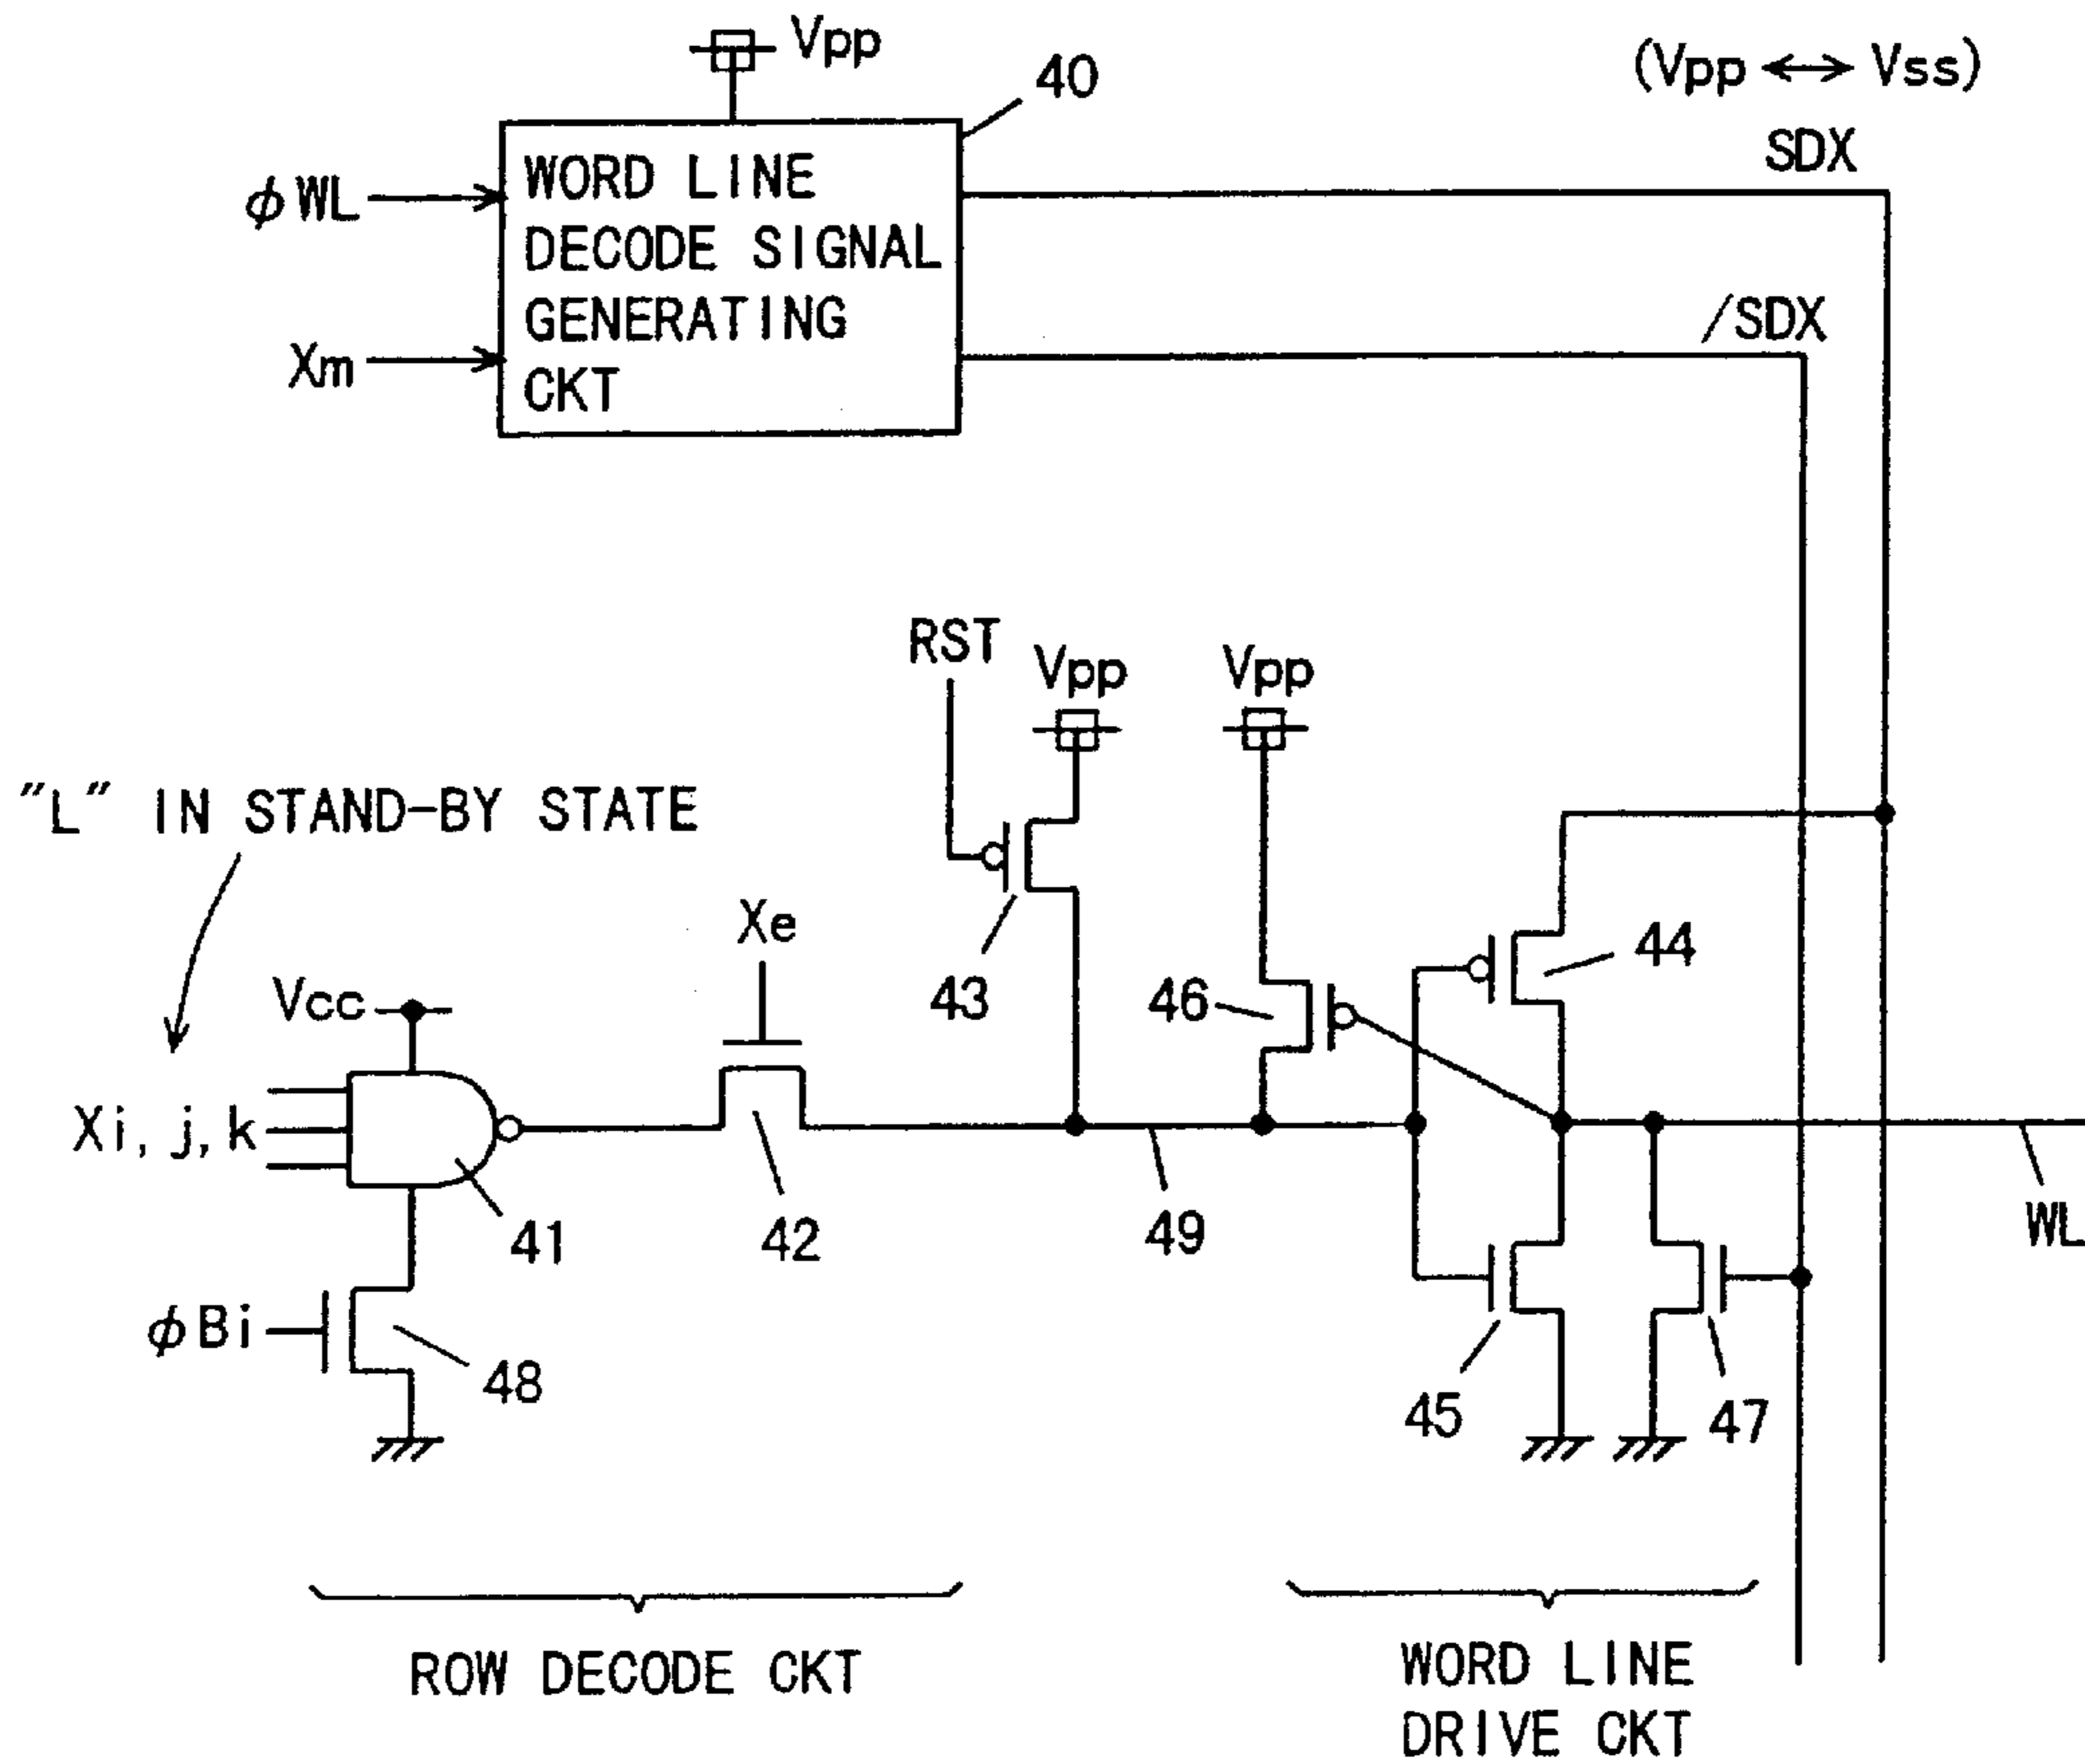 Vpp
40
(Vpp ↔ Vss)
SDX
φWL
WORD LINE
DECODE SIGNAL
GENERATING
CKT
Xm
/SDX
RST
Vpp
Vpp
"L" IN STAND-BY STATE
Xe
43
46
44
Vcc
Xi, j, k
41
42
49
WL
φBi
48
45
47
ROW DECODE CKT
WORD LINE
DRIVE CKT